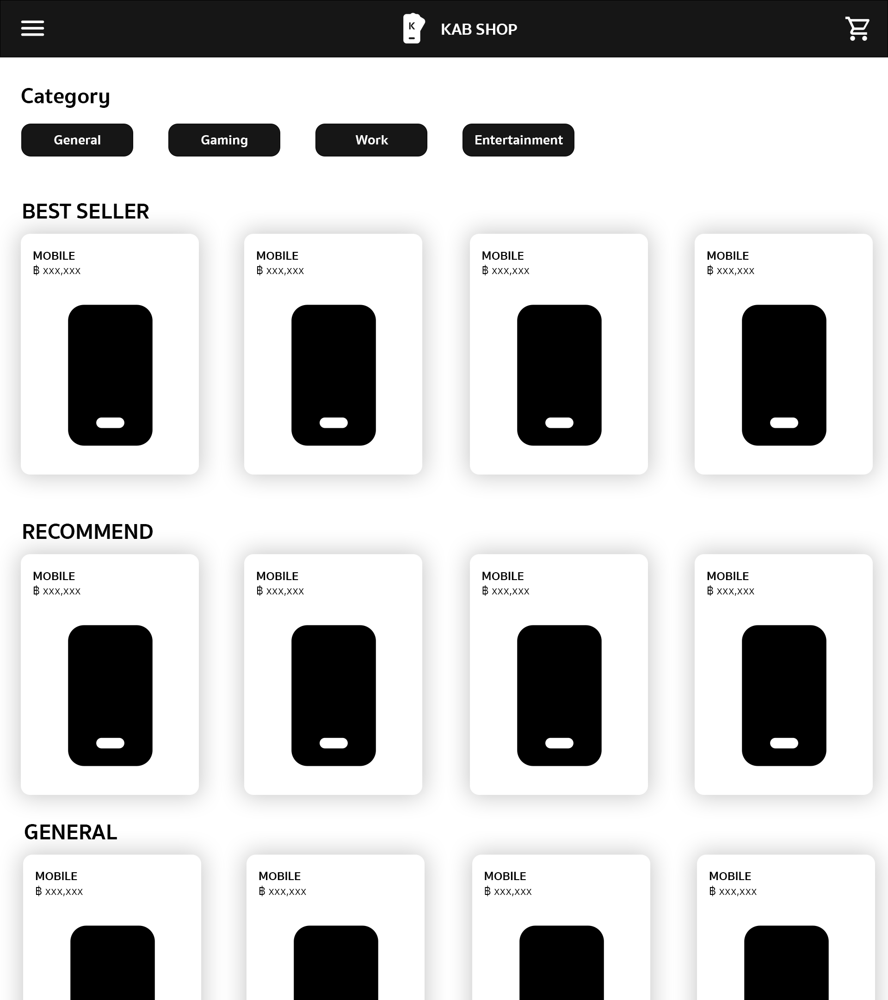 K
KAB SHOP
Category
General
Gaming
Work
Entertainment
BEST SELLER
MOBILE
฿ xxx,xxx
MOBILE
฿ xxx,xxx
MOBILE
฿ xxx,xxx
MOBILE
฿ xxx,xxx
RECOMMEND
MOBILE
฿ xxx,xxx
MOBILE
฿ xxx,xxx
MOBILE
฿ xxx,xxx
MOBILE
฿ xxx,xxx
GENERAL
MOBILE
฿ xxx,xxx
MOBILE
฿ xxx,xxx
MOBILE
฿ xxx,xxx
MOBILE
฿ xxx,xxx